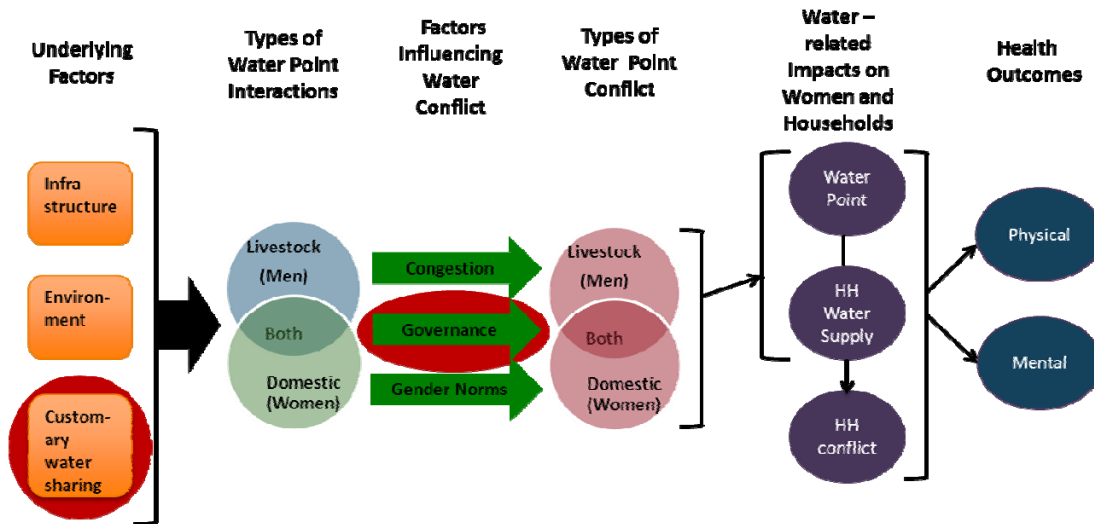 Underlying
Factors
Types of
Water Point
Interactions
Factors
Influencing
Water
Conflict
Types of
Water Point
Conflict
Water –
related
Impacts on
Women and
Households
Health
Outcomes
Infra
structure
Environ-
ment
Custom-
ary
water
sharing
Livestock
(Men)
Both
Domestic
(Women)
Congestion
Governance
Gender Norms
Livestock
(Men)
Both
Domestic
(Women)
Water
Point
HH
Water
Supply
HH
conflict
Physical
Mental